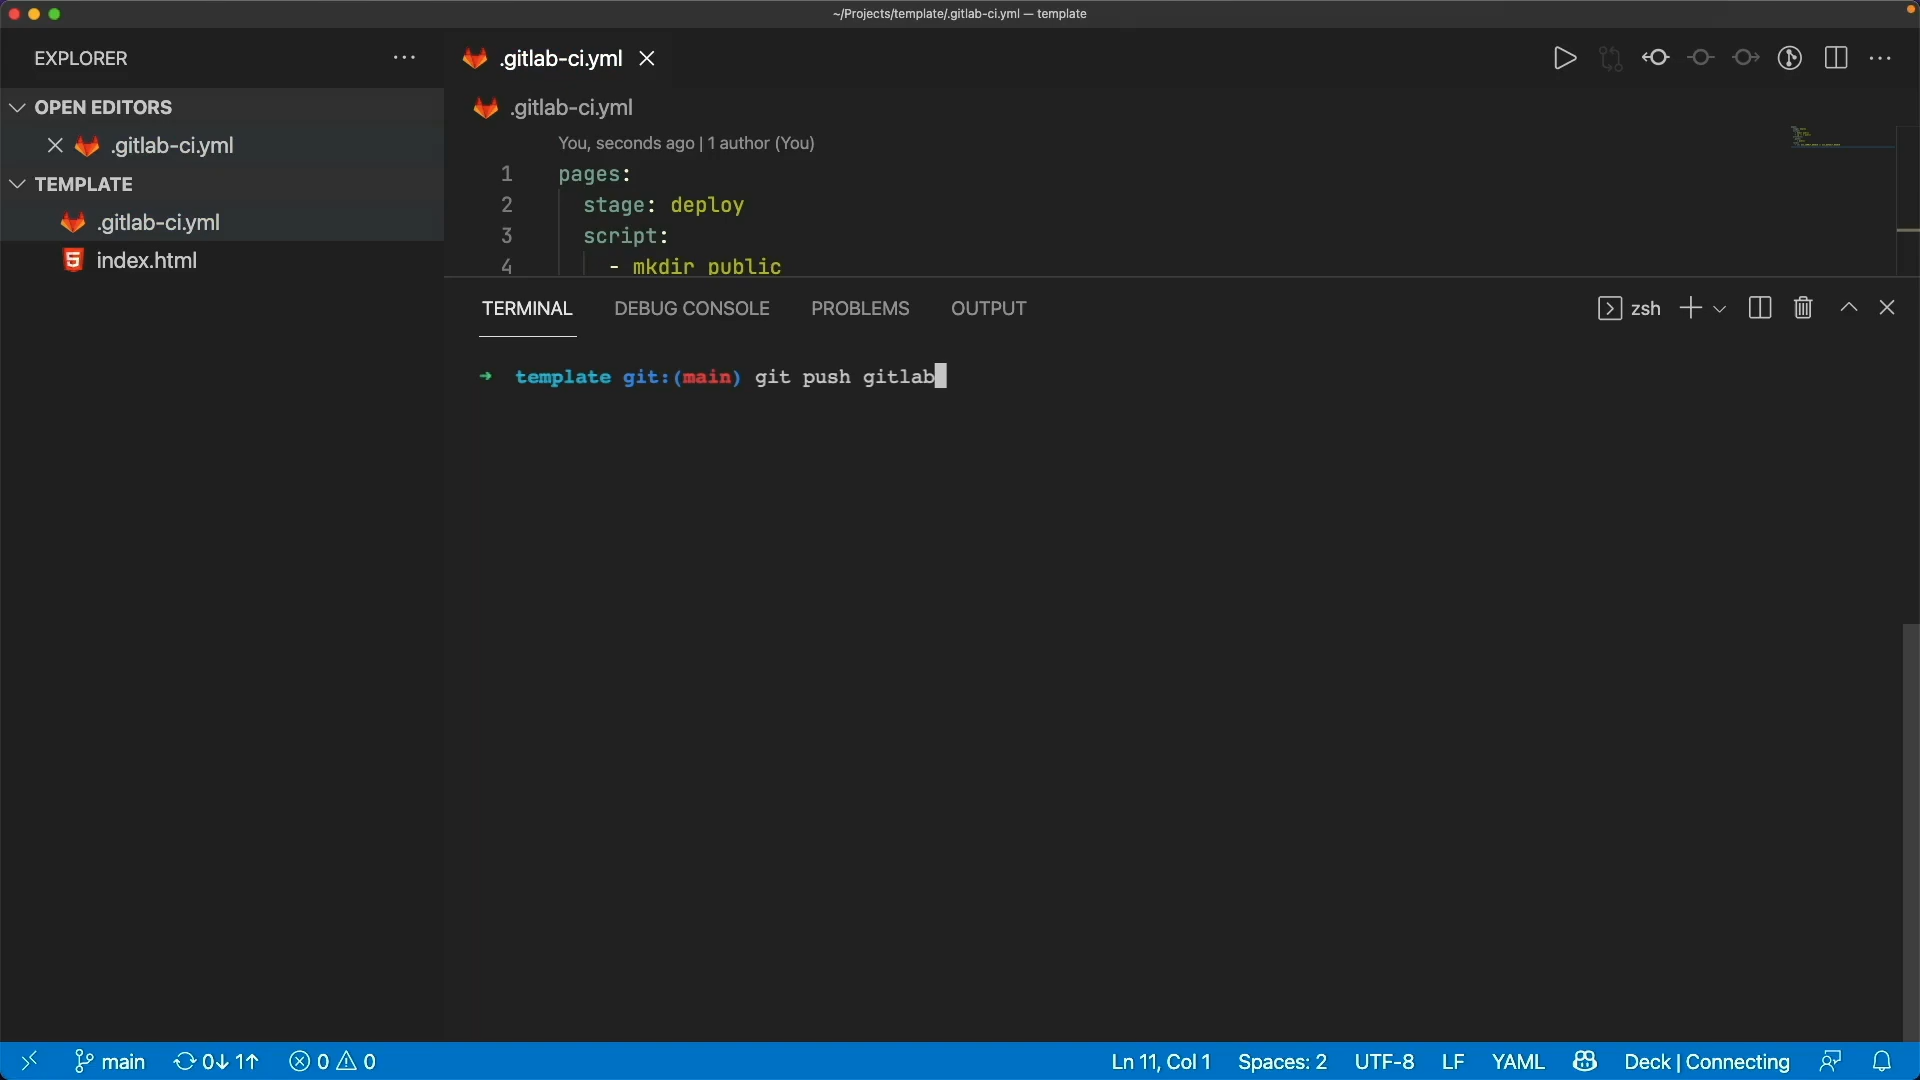 ~/Projects/template/.gitlab-ci.yml — template
EXPLORER
OPEN EDITORS
.gitlab-ci.yml
TEMPLATE
.gitlab-ci.yml
index.html
.gitlab-ci.yml
.gitlab-ci.yml
You, seconds ago | 1 author (You)
1 pages:
2 stage: deploy
3 script:
4 - mkdir public
TERMINAL DEBUG CONSOLE PROBLEMS OUTPUT
zsh
➜ template git:(main) git push gitlab
main 0↓ 1↑ 0 0 Ln 11, Col 1 Spaces: 2 UTF-8 LF YAML Deck | Connecting